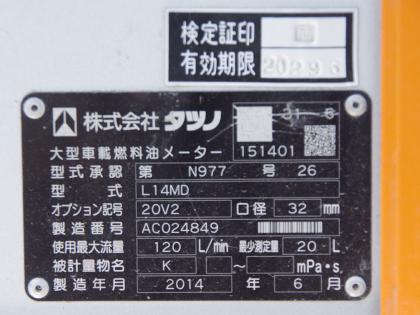 検定証印
有効期限 2029 6
株式会社 タツノ 31 6
大型車載燃料油メーター 151401
型式承認 第 N977 号 26
型式 L14MD
オプション記号 20V2 口径 32 mm
製造番号 AC024849
使用最大流量 120 L/min 最少測定量 20 L
被計量物名 K ~ mPa・s
製造年月 2014 年 6 月